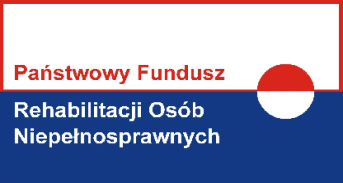 Państwowy Fundusz
Rehabilitacji Osób
Niepełnosprawnych